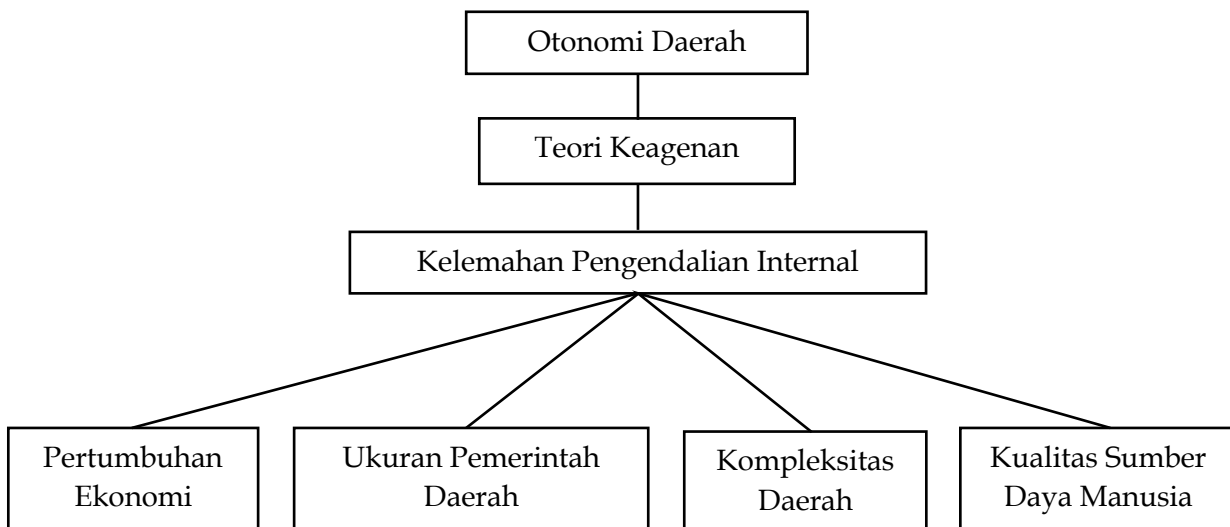 Otonomi Daerah
Teori Keagenan
Kelemahan Pengendalian Internal
Pertumbuhan
Ekonomi
Ukuran Pemerintah
Daerah
Kompleksitas
Daerah
Kualitas Sumber
Daya Manusia